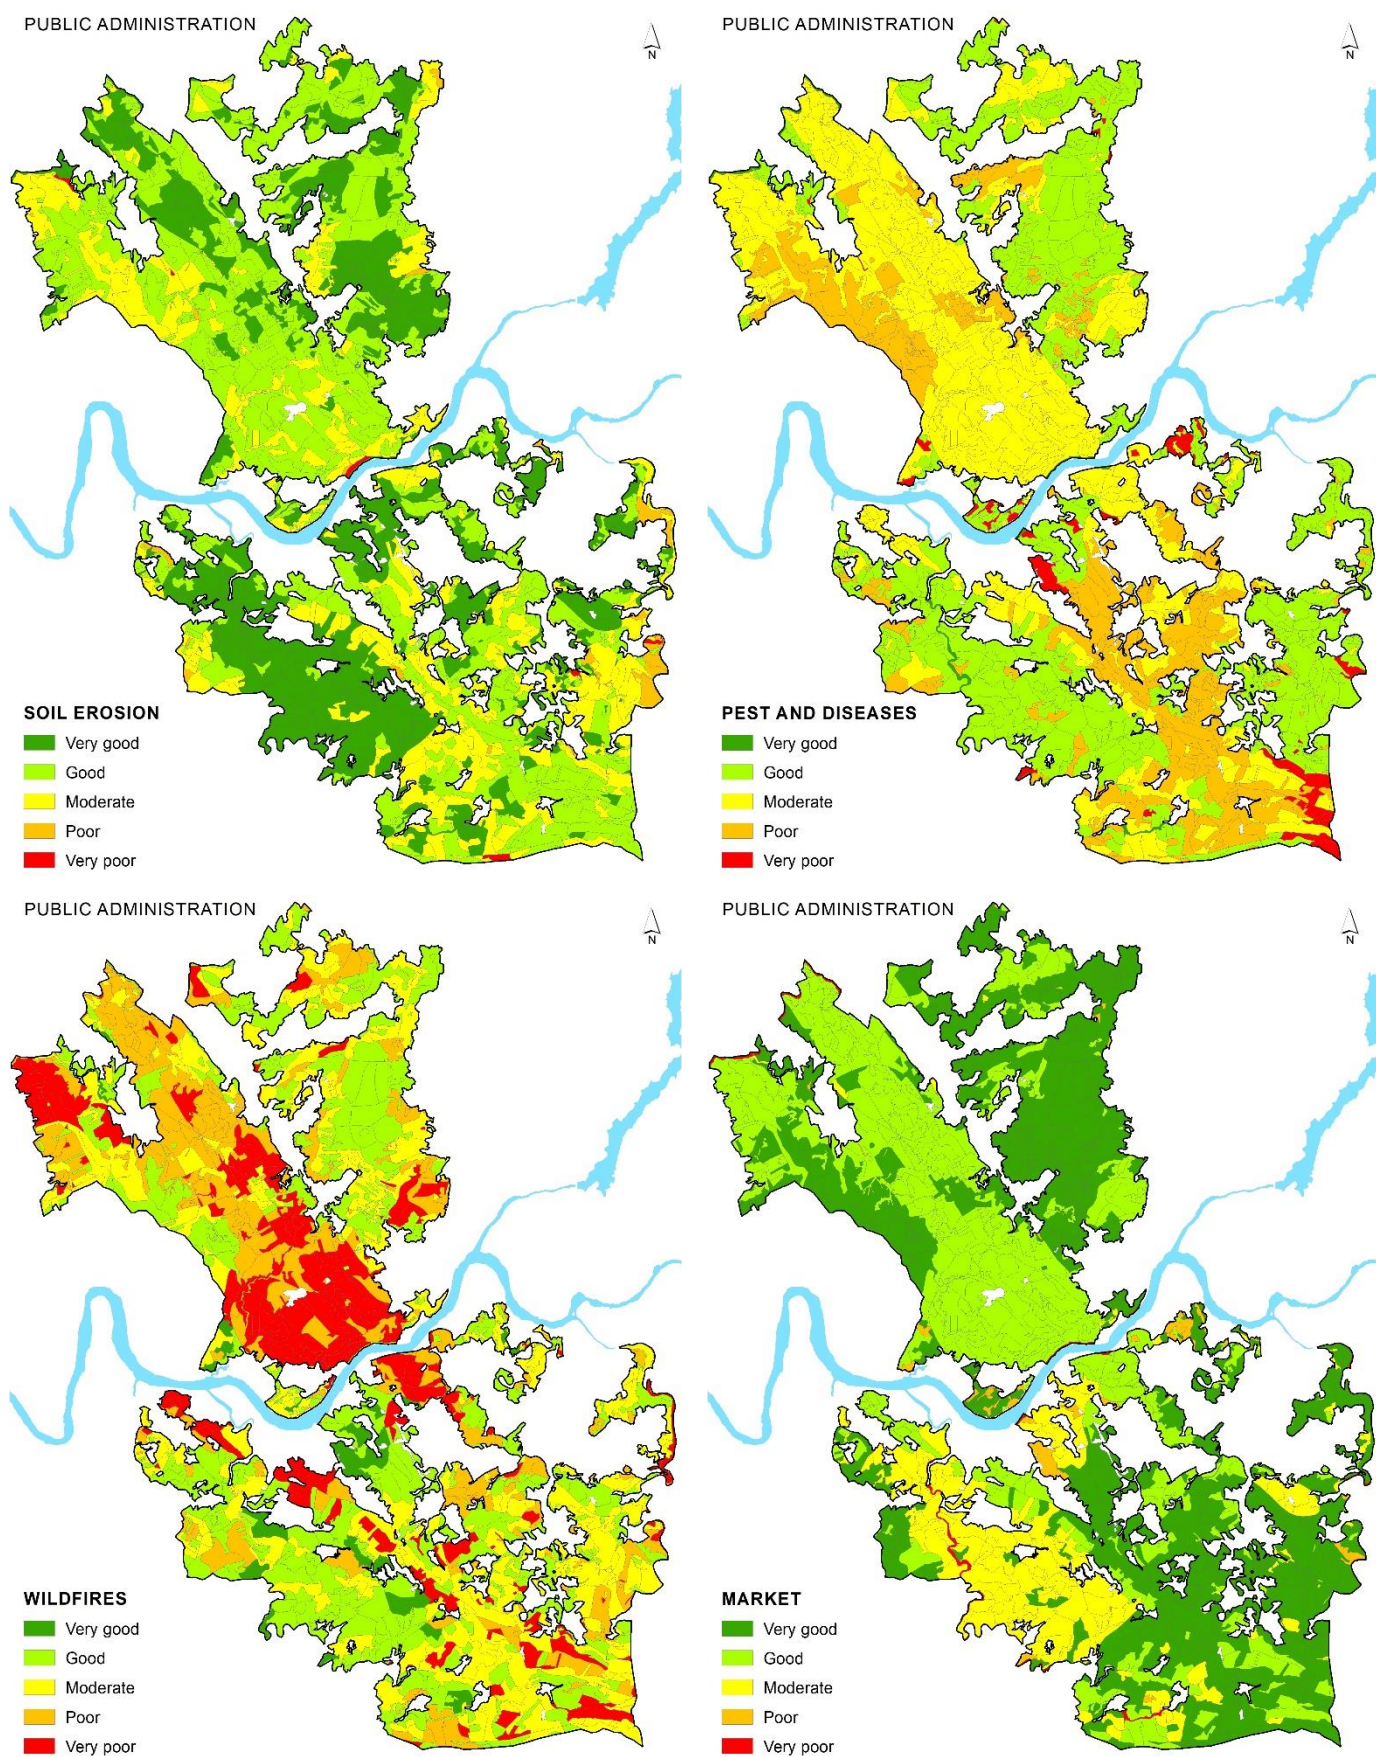 PUBLIC ADMINISTRATION
N
SOIL EROSION
Very good
Good
Moderate
Poor
Very poor
PUBLIC ADMINISTRATION
PEST AND DISEASES
Very good
Good
Moderate
Poor
Very poor
PUBLIC ADMINISTRATION
N
WILDFIRES
Very good
Good
Moderate
Poor
Very poor
PUBLIC ADMINISTRATION
N
MARKET
Very good
Good
Moderate
Poor
Very poor
N